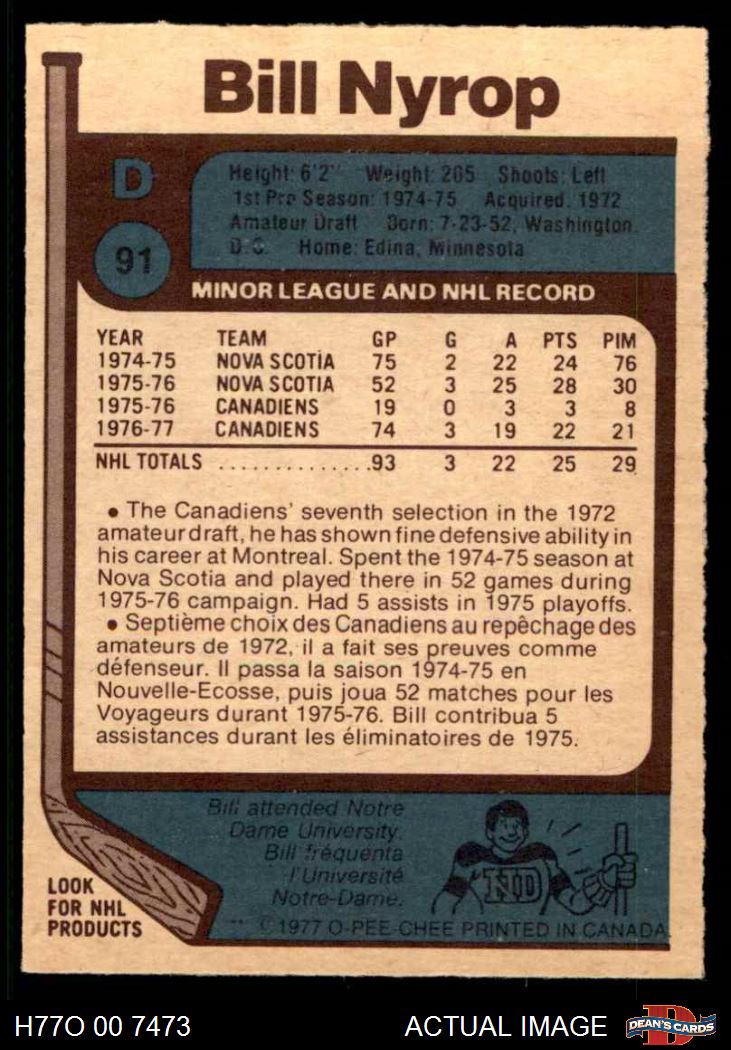 Bill Nyrop
D
91
Height: 6'2" Weight: 205 Shoots: Left
1st Pro Season: 1974-75 Acquired: 1972
Amateur Draft Born: 7-23-52, Washington
D.C. Home: Edina, Minnesota
MINOR LEAGUE AND NHL RECORD
YEAR TEAM GP G A PTS PIM
1974-75 NOVA SCOTIA 75 2 22 24 76
1975-76 NOVA SCOTIA 52 3 25 28 30
1975-76 CANADIENS 19 0 3 3 8
1976-77 CANADIENS 74 3 19 22 21
NHL TOTALS ..............93 3 22 25 29
• The Canadiens' seventh selection in the 1972
amateur draft, he has shown fine defensive ability in
his career at Montreal. Spent the 1974-75 season at
Nova Scotia and played there in 52 games during
1975-76 campaign. Had 5 assists in 1975 playoffs.
• Septième choix des Canadiens au repêchage des
amateurs de 1972, il a fait ses preuves comme
défenseur. Il passa la saison 1974-75 en
Nouvelle-Ecosse, puis joua 52 matches pour les
Voyageurs durant 1975-76. Bill contribua 5
assistances durant les éliminatoires de 1975.
Bill attended Notre
Dame University.
Bill fréquenta
l'Université
Notre-Dame.
ND
LOOK
FOR NHL
PRODUCTS
** © 1977 O-PEE-CHEE PRINTED IN CANADA
H77O 00 7473 ACTUAL IMAGE D DEAN'S CARDS